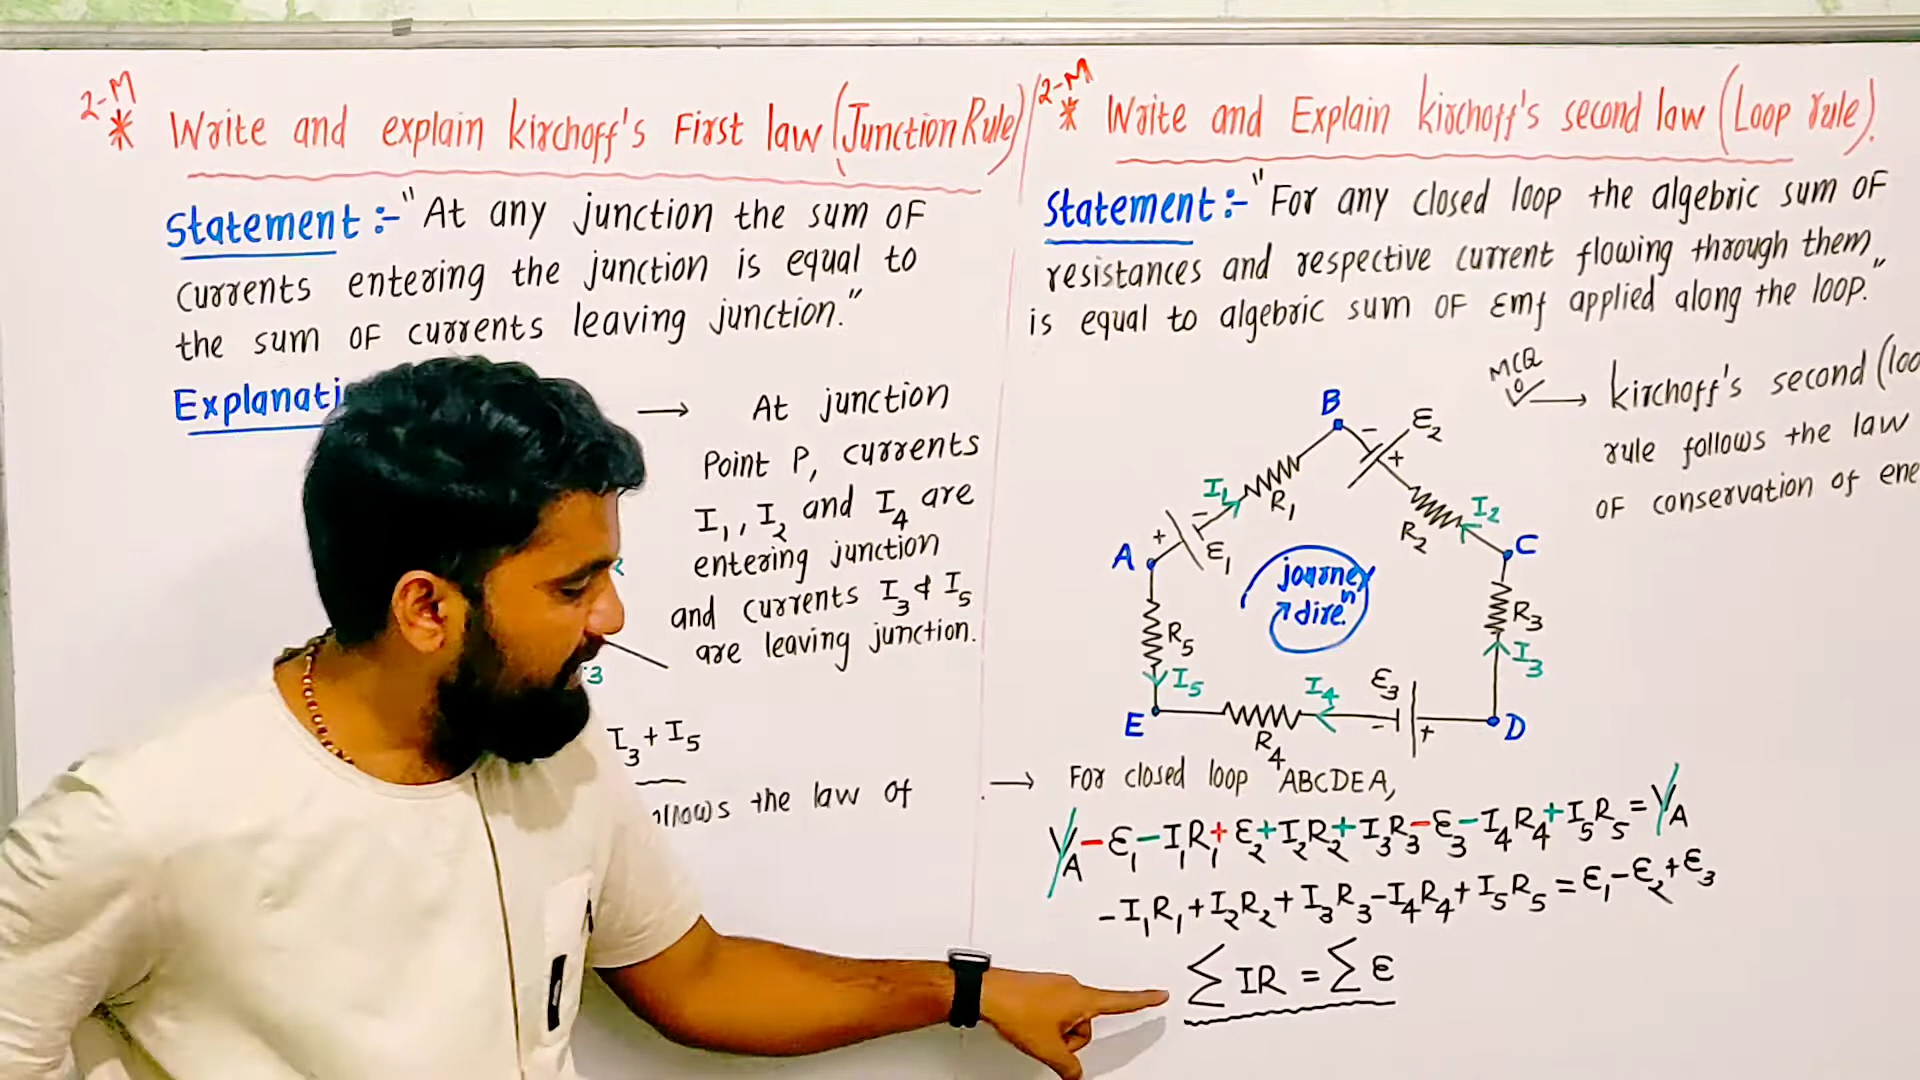 2-M
* Write and explain kirchoff's First law (Junction Rule)
Statement :- "At any junction the sum of
currents entering the junction is equal to
the sum of currents leaving junction."
→ At junction
Point P, currents
I₁, I₂ and I₄ are
entering junction
and currents I₃ & I₅
are leaving junction.
I₃ + I₅
the law of
2-M
* Write and Explain kirchoff's second law (Loop rule).
Statement :- "For any closed loop the algebric sum of
resistances and respective current flowing through them
is equal to algebric sum of Emf applied along the loop."
MCQ
→ kirchoff's second
rule follows the law
of conservation of
B
- ε₂
+
I₁ R₁
R₂ I₂
A + - ε₁
C
journey
direⁿ
R₅
R₃
I₅
I₃
E
R₄ I₄ ε₃ - +
D
→ For closed loop ABCDEA,
V_A - ε₁ - I₁R₁ + ε₂ + I₂R₂ + I₃R₃ - ε₃ - I₄R₄ + I₅R₅ = V_A
- I₁R₁ + I₂R₂ + I₃R₃ - I₄R₄ + I₅R₅ = ε₁ - ε₂ + ε₃
∑ IR = ∑ ε